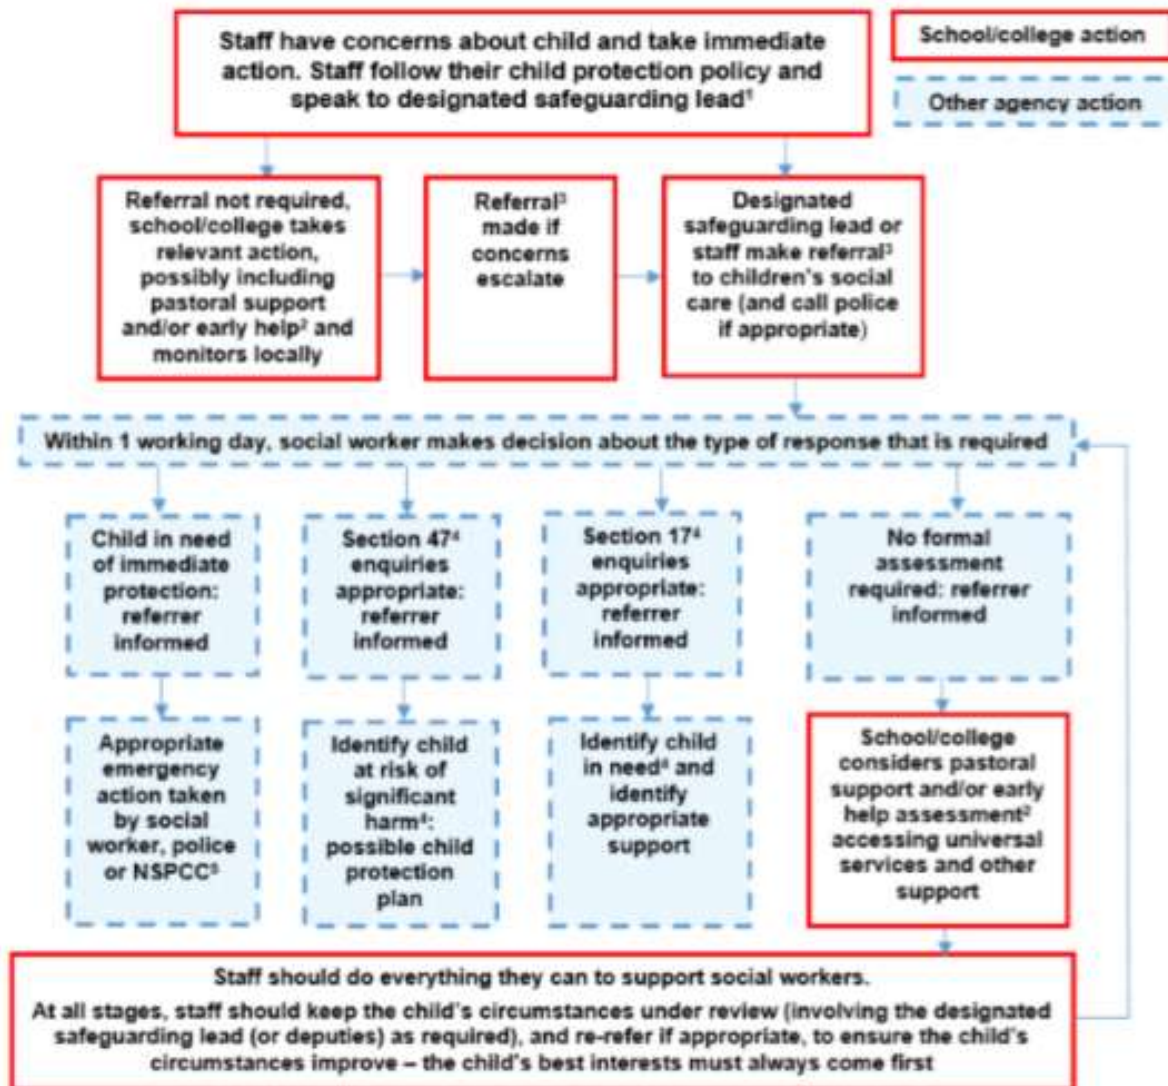 Staff have concerns about child and take immediate
action. Staff follow their child protection policy and
speak to designated safeguarding lead¹
School/college action
Other agency action
Referral not required,
school/college takes
relevant action,
possibly including
pastoral support
and/or early help² and
monitors locally
Referral³
made if
concerns
escalate
Designated
safeguarding lead or
staff make referral³
to children's social
care (and call police
if appropriate)
Within 1 working day, social worker makes decision about the type of response that is required
Child in need
of immediate
protection:
referrer
informed
Section 47⁴
enquiries
appropriate:
referrer
informed
Section 17⁴
enquiries
appropriate:
referrer
informed
No formal
assessment
required: referrer
informed
Appropriate
emergency
action taken
by social
worker, police
or NSPCC⁵
Identify child
at risk of
significant
harm⁴:
possible child
protection
plan
Identify child
in need⁴ and
identify
appropriate
support
School/college
considers pastoral
support and/or early
help assessment²
accessing universal
services and other
support
Staff should do everything they can to support social workers.
At all stages, staff should keep the child's circumstances under review (involving the designated
safeguarding lead (or deputies) as required), and re-refer if appropriate, to ensure the child's
circumstances improve – the child's best interests must always come first